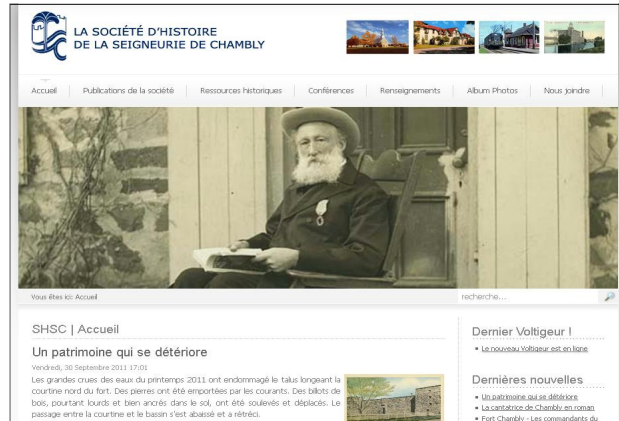 LA SOCIÉTÉ D'HISTOIRE
DE LA SEIGNEURIE DE CHAMBLY
Accueil Publications de la société Ressources historiques Conférences Renseignements Album Photos Nous joindre
Vous êtes ici: Accueil
recherche...
SHSC | Accueil
Un patrimoine qui se détériore
Vendredi, 30 Septembre 2011 17:01
Les grandes crues des eaux du printemps 2011 ont endommagé le talus longeant la
courtine nord du fort. Des pierres ont été emportées par les courants. Des billots de
bois, pourtant lourds et bien ancrés dans le sol, ont été soulevés et déplacés. Le
passage entre la courtine et le bassin s'est abaissé et a rétréci.
Dernier Voltigeur !
Le nouveau Voltigeur est en ligne
Dernières nouvelles
Un patrimoine qui se détériore
La cantatrice de Chambly en roman
Fort Chambly - Les commandants du